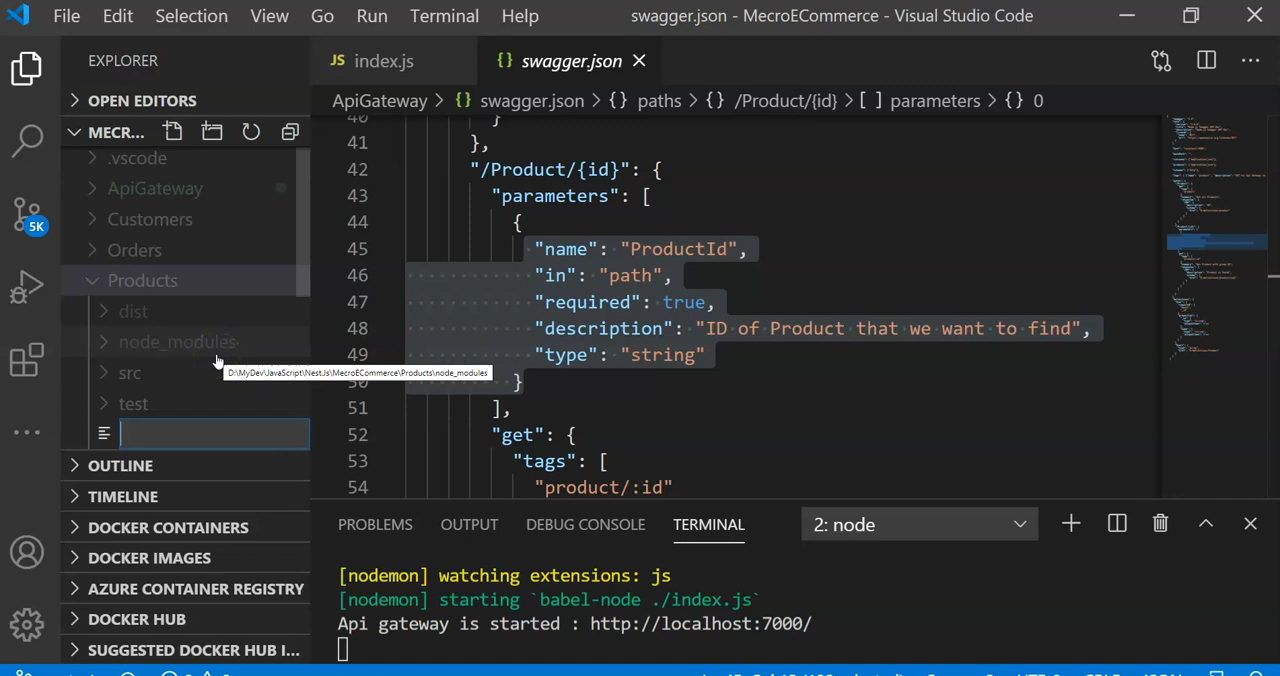 File Edit Selection View Go Run Terminal Help swagger.json - MecroECommerce - Visual Studio Code
EXPLORER
OPEN EDITORS
MECR...
.vscode
ApiGateway
Customers
Orders
Products
dist
node_modules
D:\MyDev\JavaScript\Nest.Js\MecroECommerce\Products\node_modules
src
test
OUTLINE
TIMELINE
DOCKER CONTAINERS
DOCKER IMAGES
AZURE CONTAINER REGISTRY
DOCKER HUB
SUGGESTED DOCKER HUB I...
5K
JS index.js {} swagger.json
ApiGateway > {} swagger.json > {} paths > {} /Product/{id} > [ ] parameters > {} 0
40 }
41 },
42 "/Product/{id}": {
43 "parameters": [
44 {
45 "name": "ProductId",
46 "in": "path",
47 "required": true,
48 "description": "ID of Product that we want to find",
49 "type": "string"
50 }
51 ],
52 "get": {
53 "tags": [
54 "product/:id"
PROBLEMS OUTPUT DEBUG CONSOLE TERMINAL 2: node
[nodemon] watching extensions: js
[nodemon] starting `babel-node ./index.js`
Api gateway is started : http://localhost:7000/